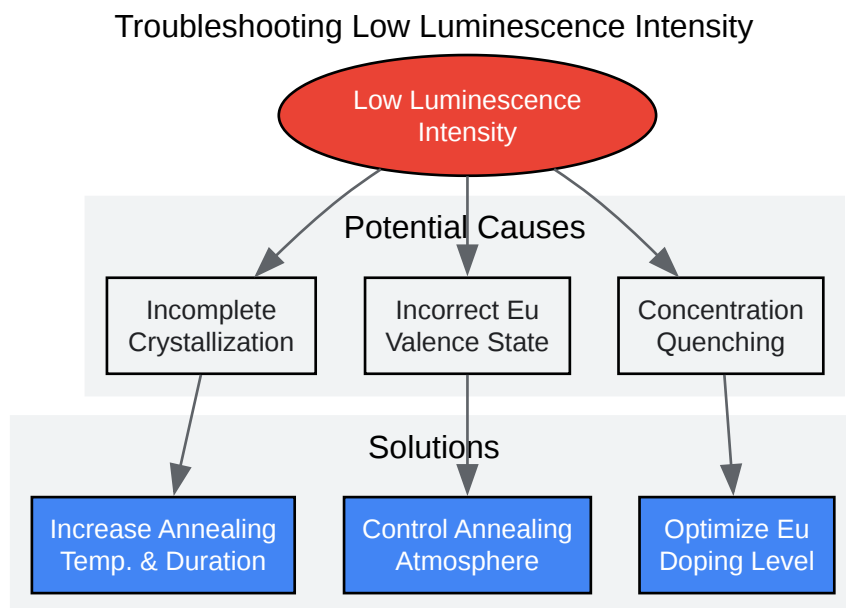 Troubleshooting Low Luminescence Intensity
Low Luminescence
Intensity
Potential Causes
Incomplete
Crystallization
Incorrect Eu
Valence State
Concentration
Quenching
Solutions
Increase Annealing
Temp. & Duration
Control Annealing
Atmosphere
Optimize Eu
Doping Level